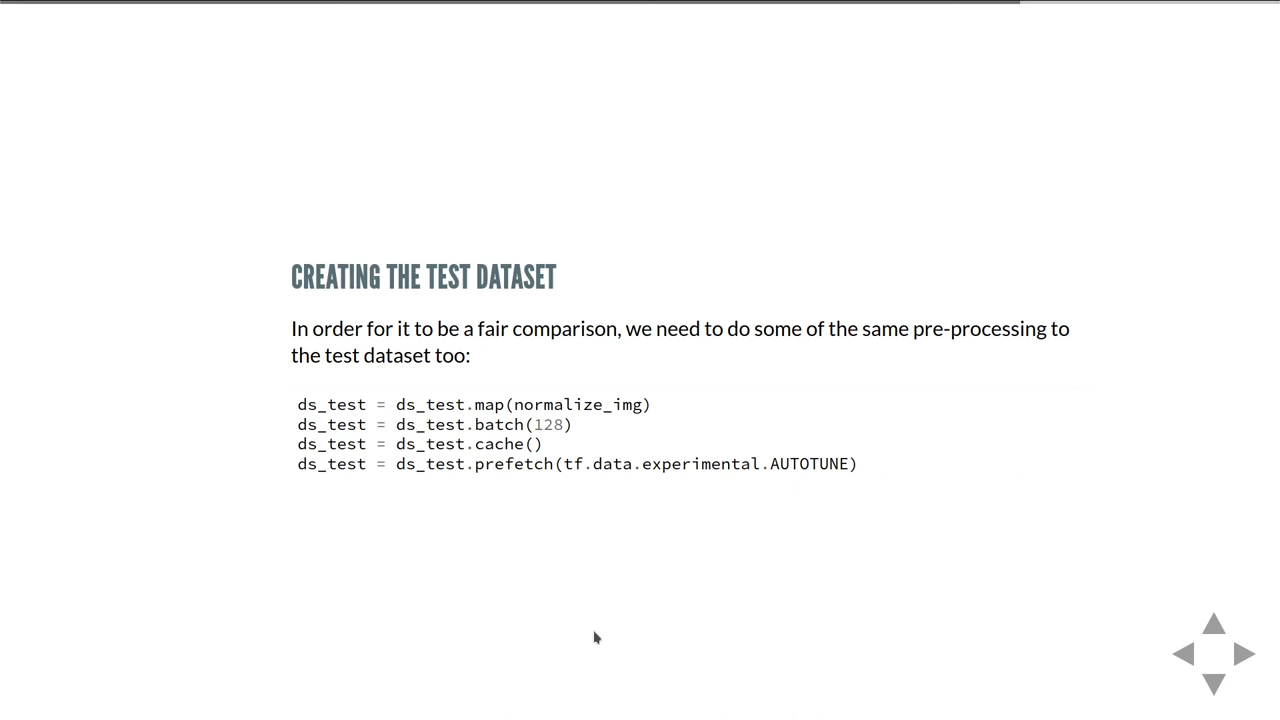 CREATING THE TEST DATASET
In order for it to be a fair comparison, we need to do some of the same pre-processing to
the test dataset too:
ds_test = ds_test.map(normalize_img)
ds_test = ds_test.batch(128)
ds_test = ds_test.cache()
ds_test = ds_test.prefetch(tf.data.experimental.AUTOTUNE)